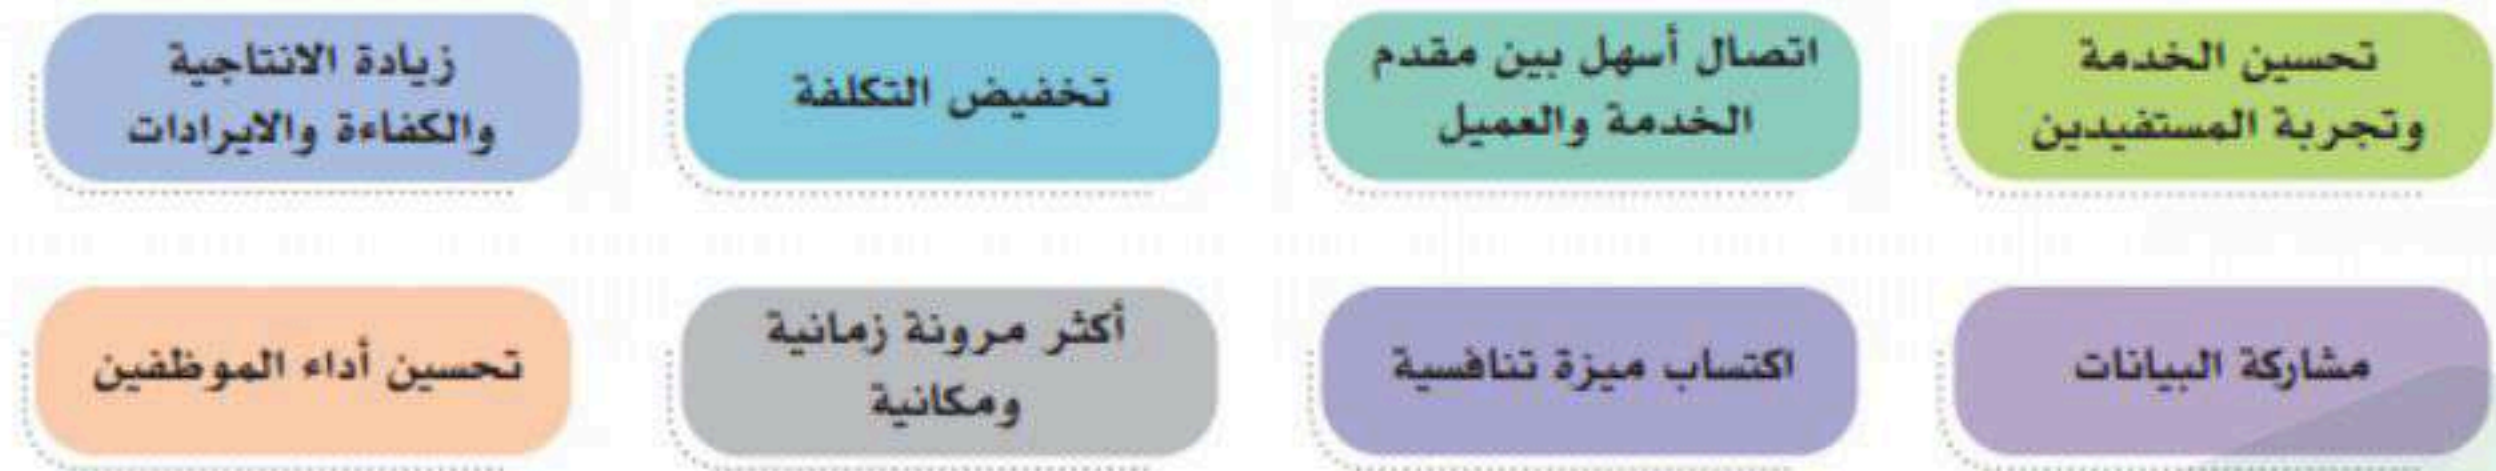 تحسين الخدمة
وتجربة المستفيدين
اتصال أسهل بين مقدم
الخدمة والعميل
تخفيض التكلفة
زيادة الانتاجية
والكفاءة والايرادات
مشاركة البيانات
اكتساب ميزة تنافسية
أكثر مرونة زمانية
ومكانية
تحسين أداء الموظفين